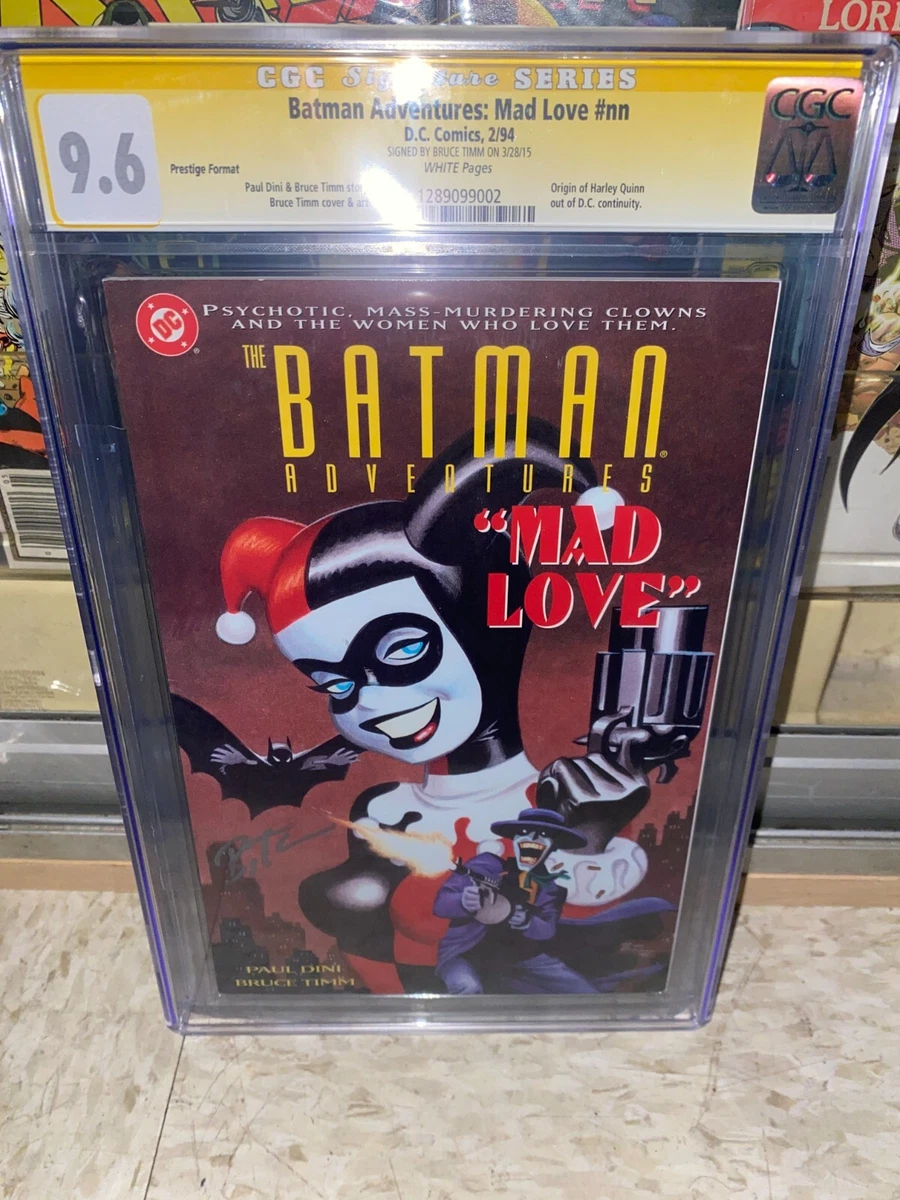 LORD
CGC Signature SERIES
Batman Adventures: Mad Love #nn
D.C. Comics, 2/94
SIGNED BY BRUCE TIMM ON 3/28/15
WHITE Pages
9.6
Prestige Format
Paul Dini & Bruce Timm
Bruce Timm cover &
1289099002
Origin of Harley Quinn
out of D.C. continuity.
CGC
DC
PSYCHOTIC, MASS-MURDERING CLOWNS
AND THE WOMEN WHO LOVE THEM.
THE
BATMAN
ADVENTURES
"MAD
LOVE"
PAUL DINI
BRUCE TIMM